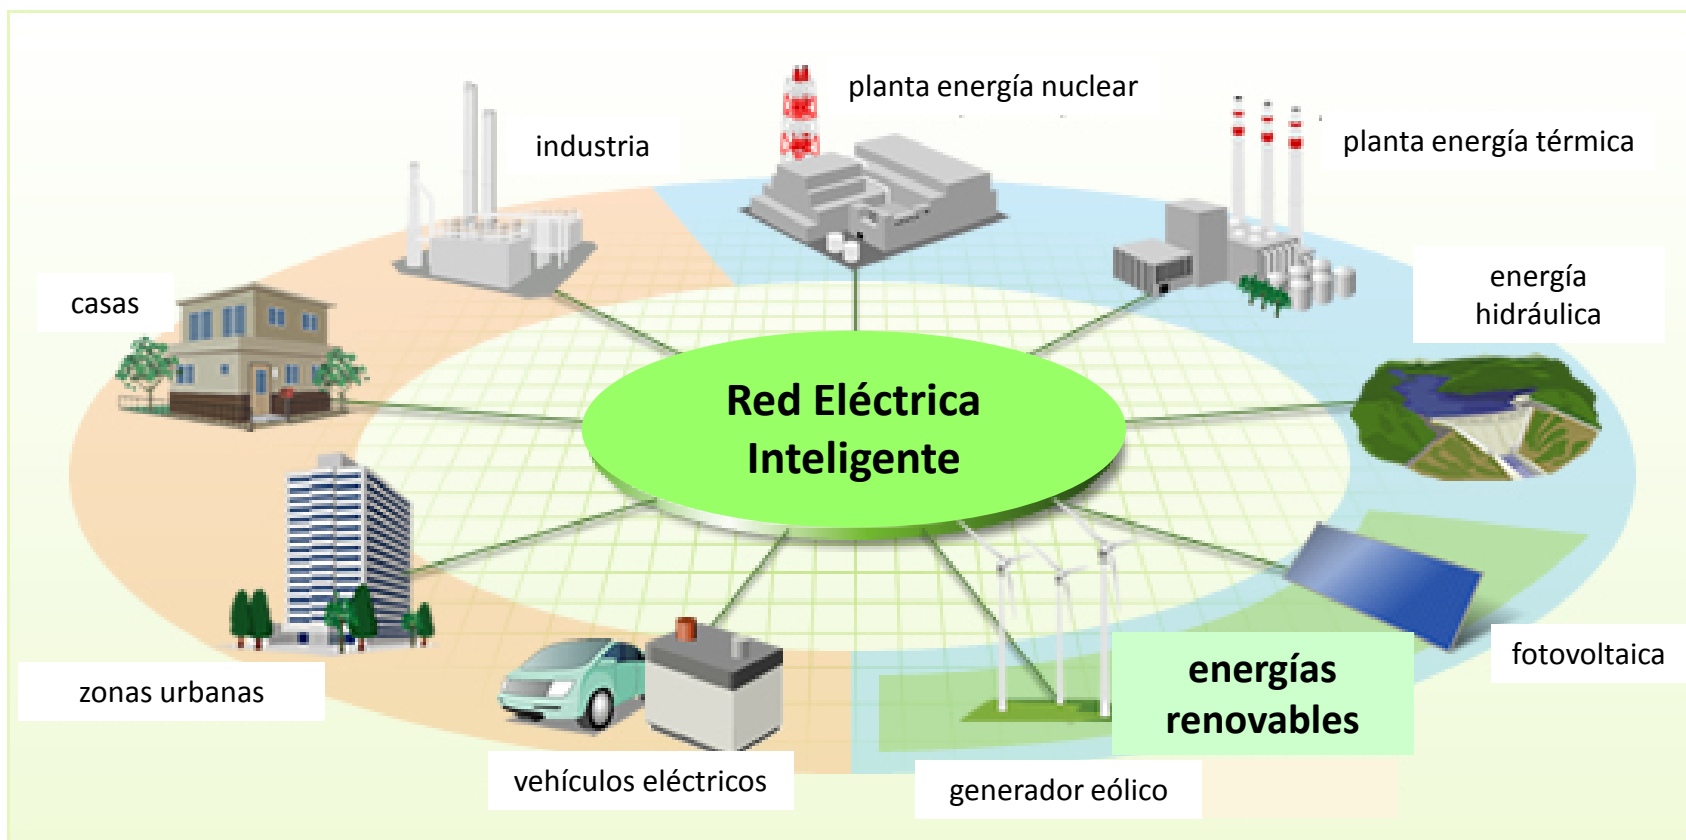 planta energía nuclear
industria
planta energía térmica
casas
energía
hidráulica
Red Eléctrica
Inteligente
zonas urbanas
vehículos eléctricos
generador eólico
energías
renovables
fotovoltaica